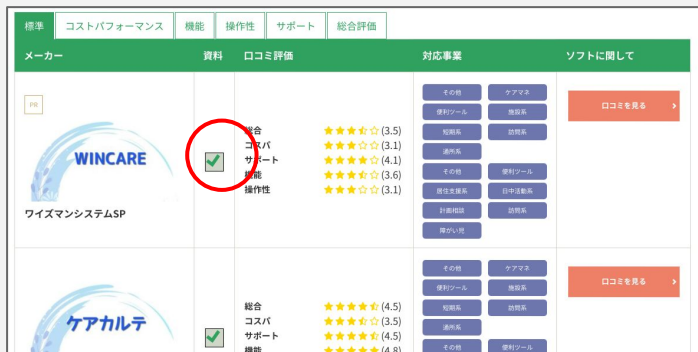 標準 コストパフォーマンス 機能 操作性 サポート 総合評価
メーカー 資料 口コミ評価 対応事業 ソフトに関して
PR
WINCARE
ワイズマンシステムSP
総合 ★★★★☆ (3.5)
コスパ ★★★☆☆ (3.1)
サポート ★★★★☆ (4.1)
機能 ★★★★☆ (3.6)
操作性 ★★★☆☆ (3.1)
その他 ケアマネ
便利ツール 施設系
短期系 訪問系
通所系
その他 便利ツール
居住支援系 日中活動系
計画相談 訪問系
障がい児
口コミを見る
ケアカルテ
総合 ★★★★★ (4.5)
コスパ ★★★★☆ (3.5)
サポート ★★★★★ (4.5)
機能 ★★★★★ (4.8)
その他 ケアマネ
便利ツール 施設系
短期系 訪問系
通所系
その他 便利ツール
口コミを見る